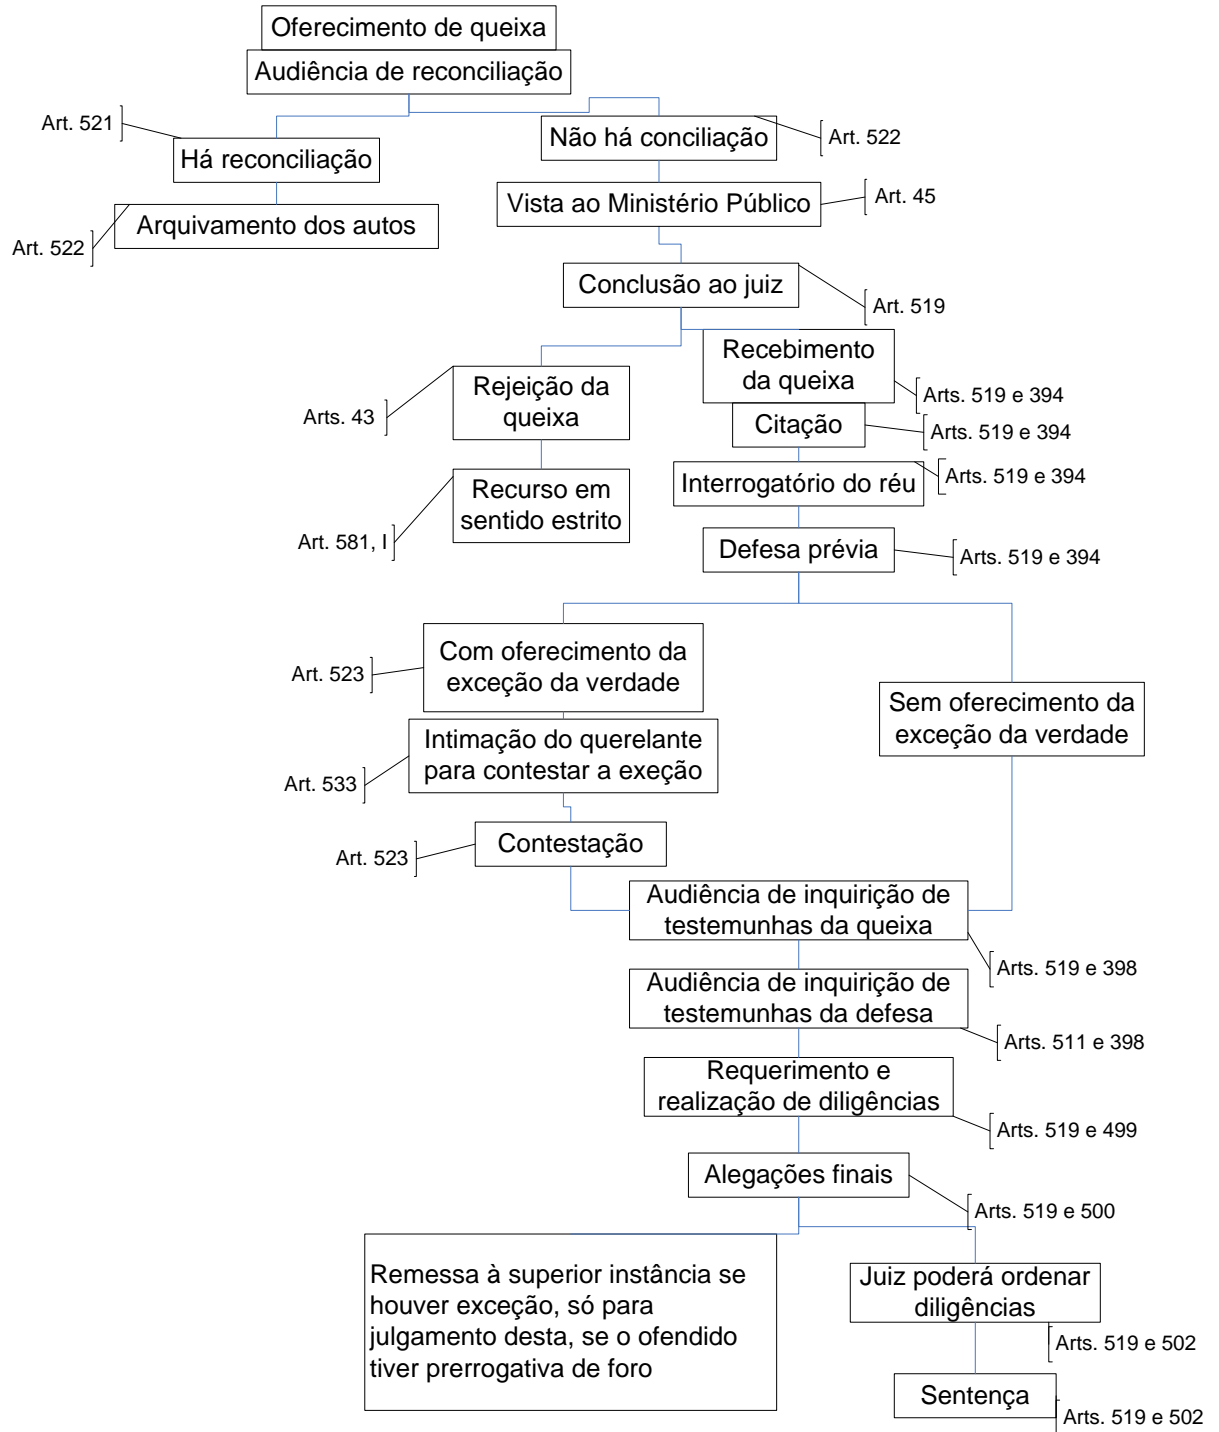 Oferecimento de queixa
Audiência de reconciliação
Art. 521
Há reconciliação
Não há conciliação
Art. 522
Vista ao Ministério Público
Art. 45
Arquivamento dos autos
Art. 522
Conclusão ao juiz
Art. 519
Recebimento
da queixa
Arts. 519 e 394
Rejeição da
queixa
Arts. 43
Citação
Arts. 519 e 394
Recurso em
sentido estrito
Art. 581, I
Interrogatório do réu
Arts. 519 e 394
Defesa prévia
Arts. 519 e 394
Com oferecimento da
exceção da verdade
Art. 523
Sem oferecimento da
exceção da verdade
Intimação do querelante
para contestar a exeção
Art. 533
Contestação
Art. 523
Audiência de inquirição de
testemunhas da queixa
Arts. 519 e 398
Audiência de inquirição de
testemunhas da defesa
Arts. 511 e 398
Requerimento e
realização de diligências
Arts. 519 e 499
Alegações finais
Arts. 519 e 500
Remessa à superior instância se
houver exceção, só para
julgamento desta, se o ofendido
tiver prerrogativa de foro
Juiz poderá ordenar
diligências
Arts. 519 e 502
Sentença
Arts. 519 e 502